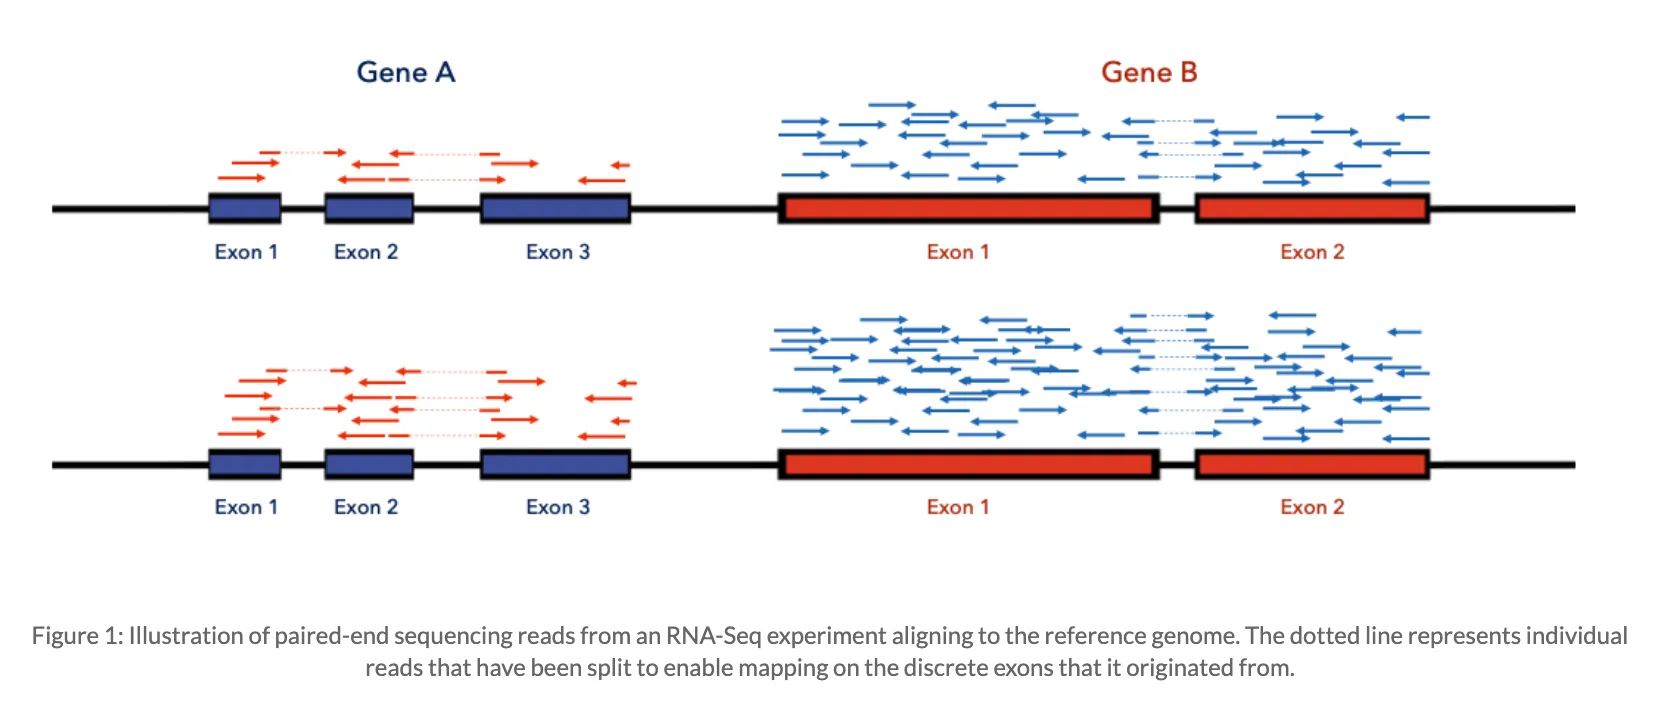 Gene A
Gene B
Exon 1
Exon 2
Exon 3
Exon 1
Exon 2
Exon 1
Exon 2
Exon 3
Exon 1
Exon 2
Figure 1: Illustration of paired-end sequencing reads from an RNA-Seq experiment aligning to the reference genome. The dotted line represents individual
reads that have been split to enable mapping on the discrete exons that it originated from.